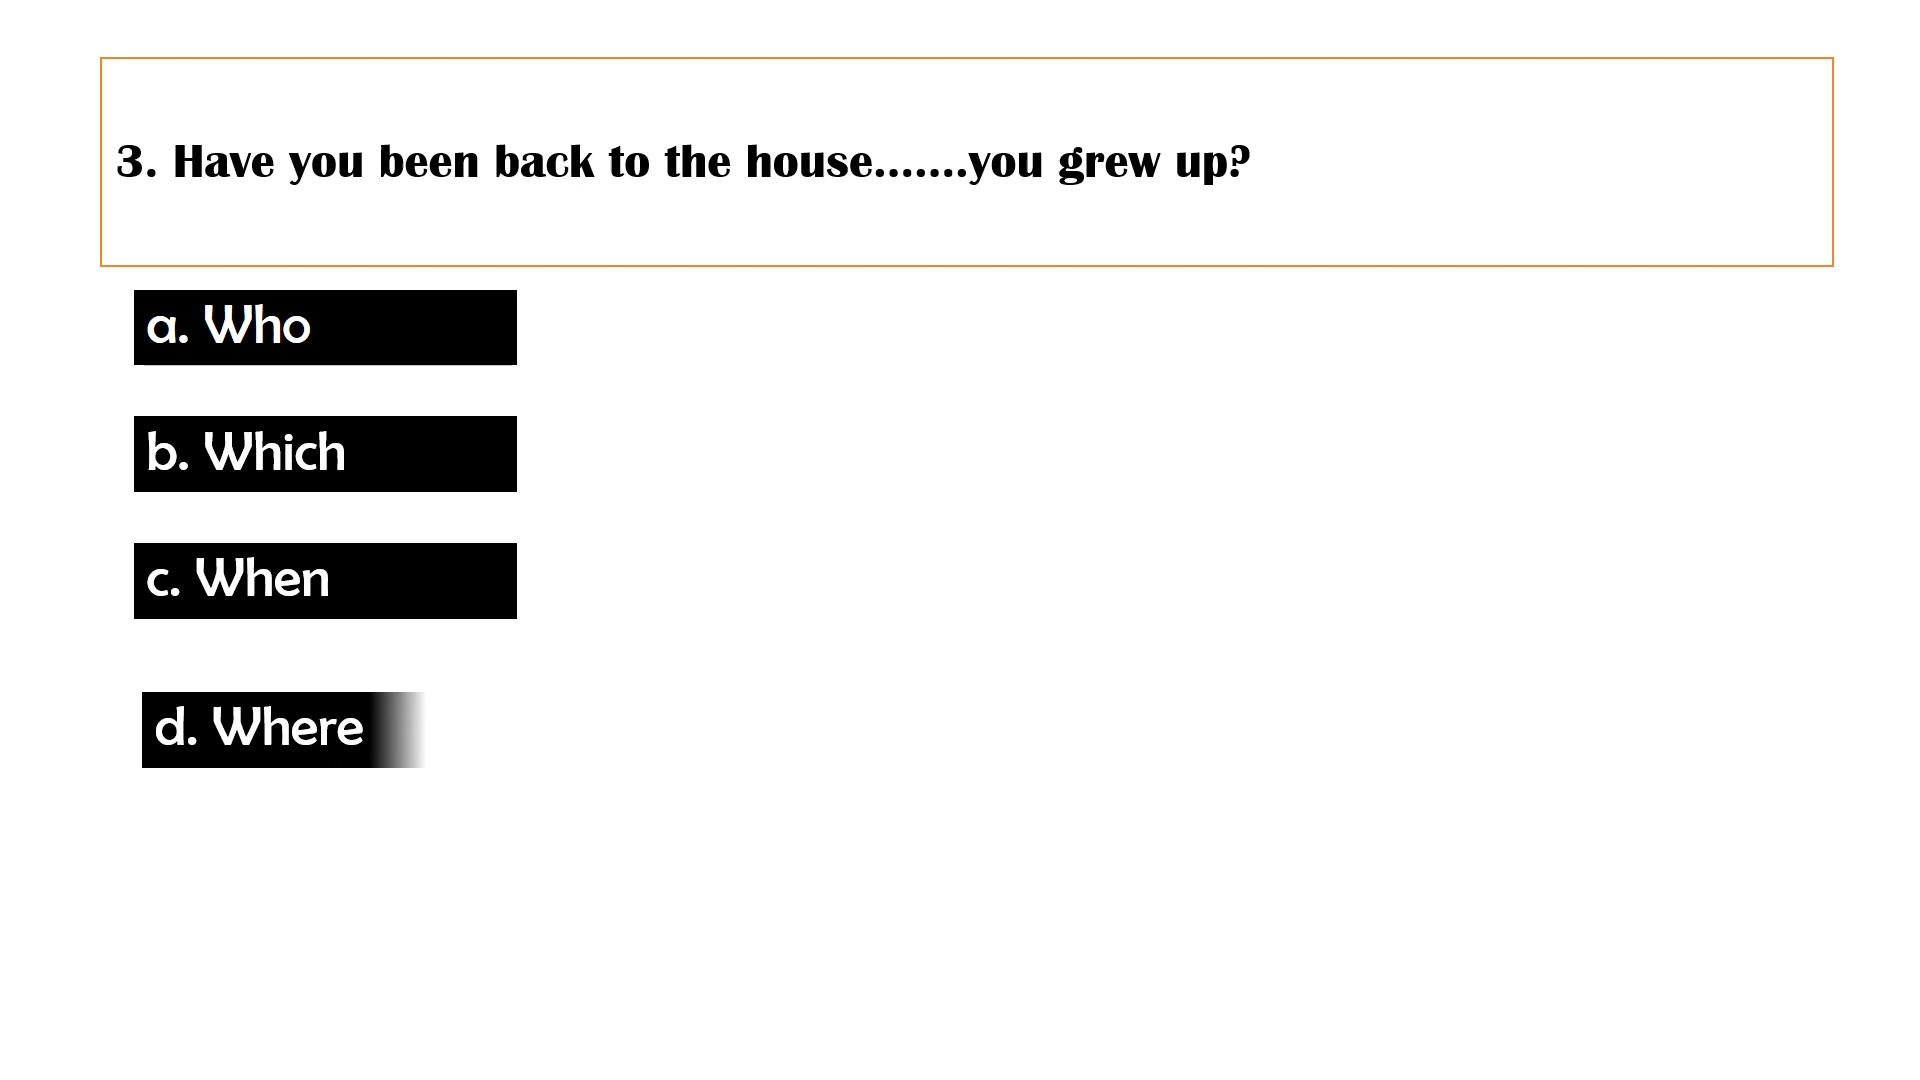 3. Have you been back to the house.......you grew up?
a. Who
b. Which
c. When
d. Where